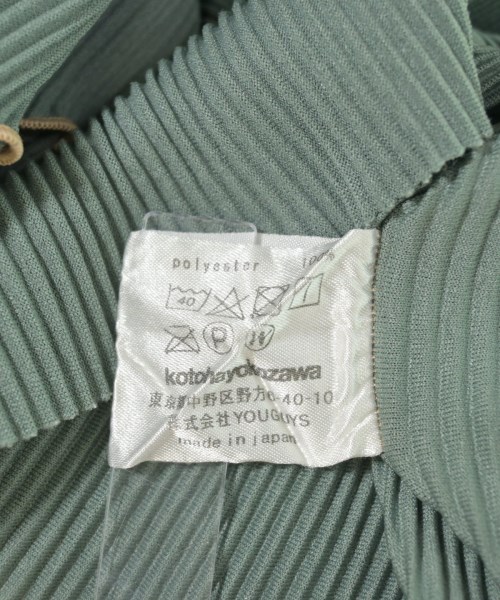 polyester 100%
40
P
kotohayokozawa
東京都中野区野方6-40-10
株式会社YOUGUYS
made in japan